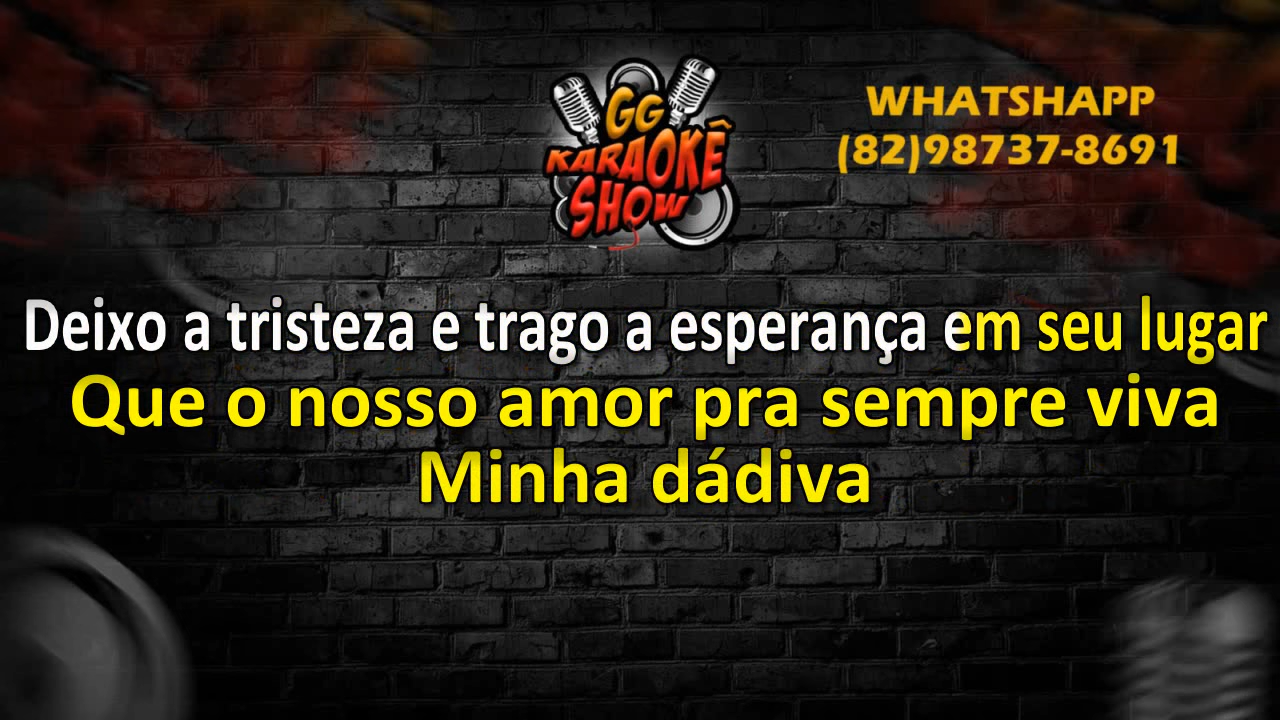 GG
KARAOKÊ
SHOW
WHATSHAPP
(82)98737-8691
Deixo a tristeza e trago a esperança em seu lugar
Que o nosso amor pra sempre viva
Minha dádiva